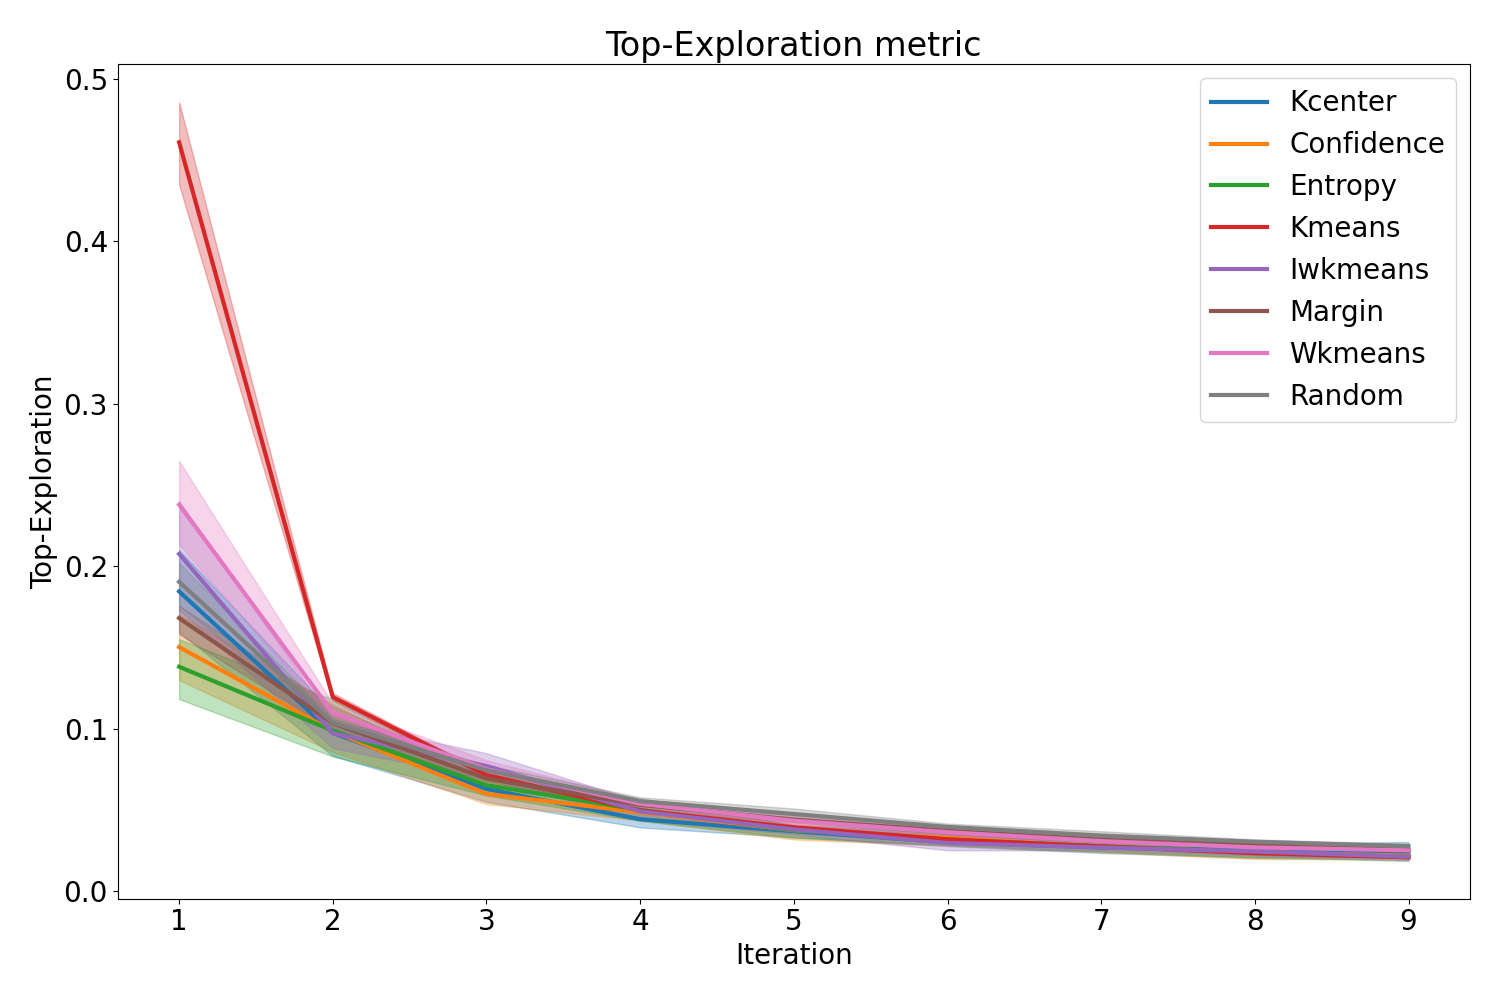 Top-Exploration metric
Top-Exploration
0.5
0.4
0.3
0.2
0.1
0.0
Kcenter
Confidence
Entropy
Kmeans
Iwkmeans
Margin
Wkmeans
Random
1 2 3 4 5 6 7 8 9
Iteration